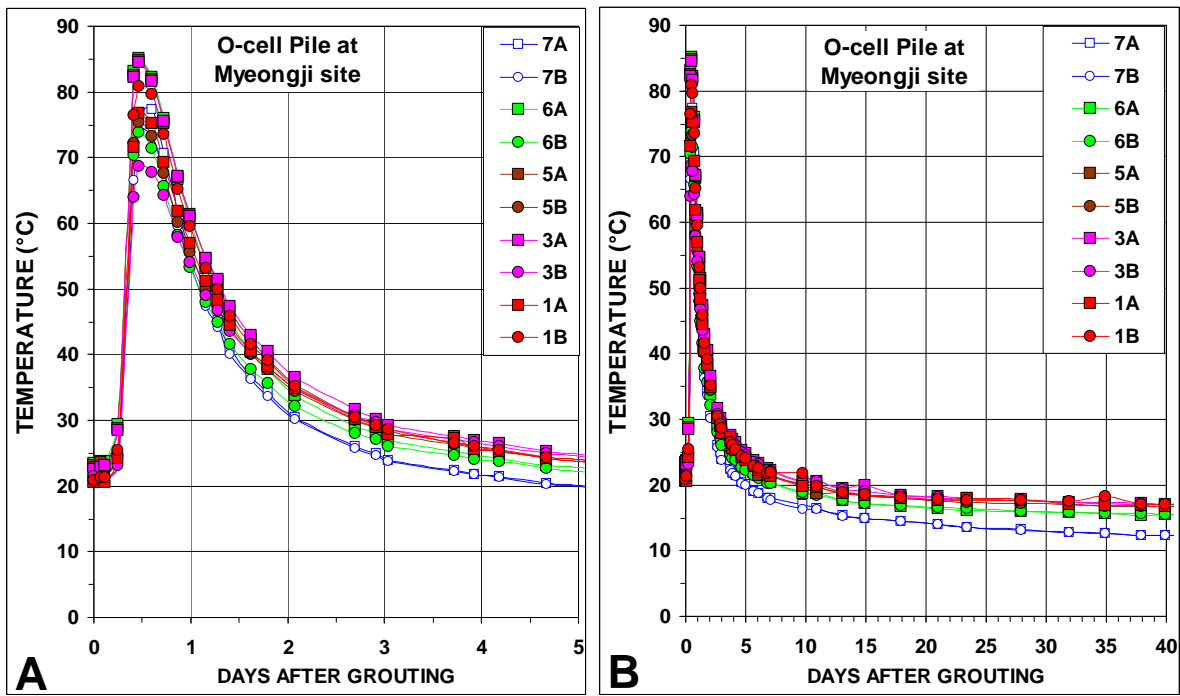 O-cell Pile at
Myeongji site
TEMPERATURE (°C)
90
80
70
60
50
40
30
20
10
0
7A
7B
6A
6B
5A
5B
3A
3B
1A
1B
0 1 2 3 4 5
DAYS AFTER GROUTING
A
O-cell Pile at
Myeongji site
TEMPERATURE (°C)
90
80
70
60
50
40
30
20
10
0
7A
7B
6A
6B
5A
5B
3A
3B
1A
1B
0 5 10 15 20 25 30 35 40
DAYS AFTER GROUTING
B